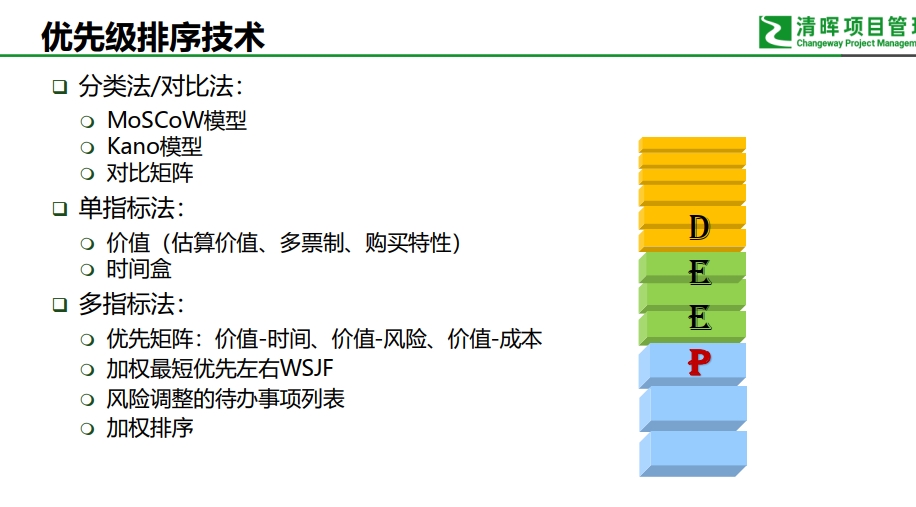 优先级排序技术
清晖项目管理
Changeway Project Managem
分类法/对比法：
MoSCoW模型
Kano模型
对比矩阵
单指标法：
价值（估算价值、多票制、购买特性）
时间盒
多指标法：
优先矩阵：价值-时间、价值-风险、价值-成本
加权最短优先左右WSJF
风险调整的待办事项列表
加权排序
D
E
E
P